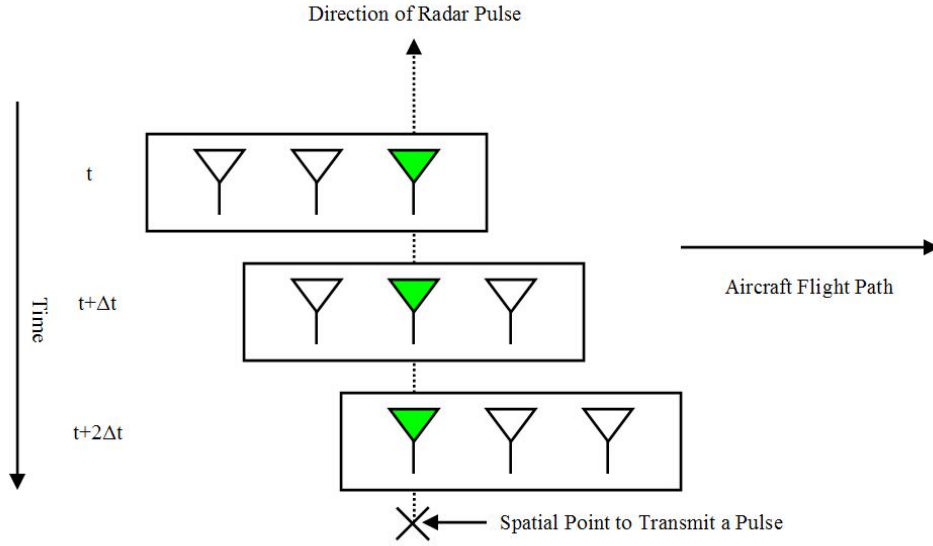 Direction of Radar Pulse
t
Aircraft Flight Path
t+Δt
Time
t+2Δt
Spatial Point to Transmit a Pulse